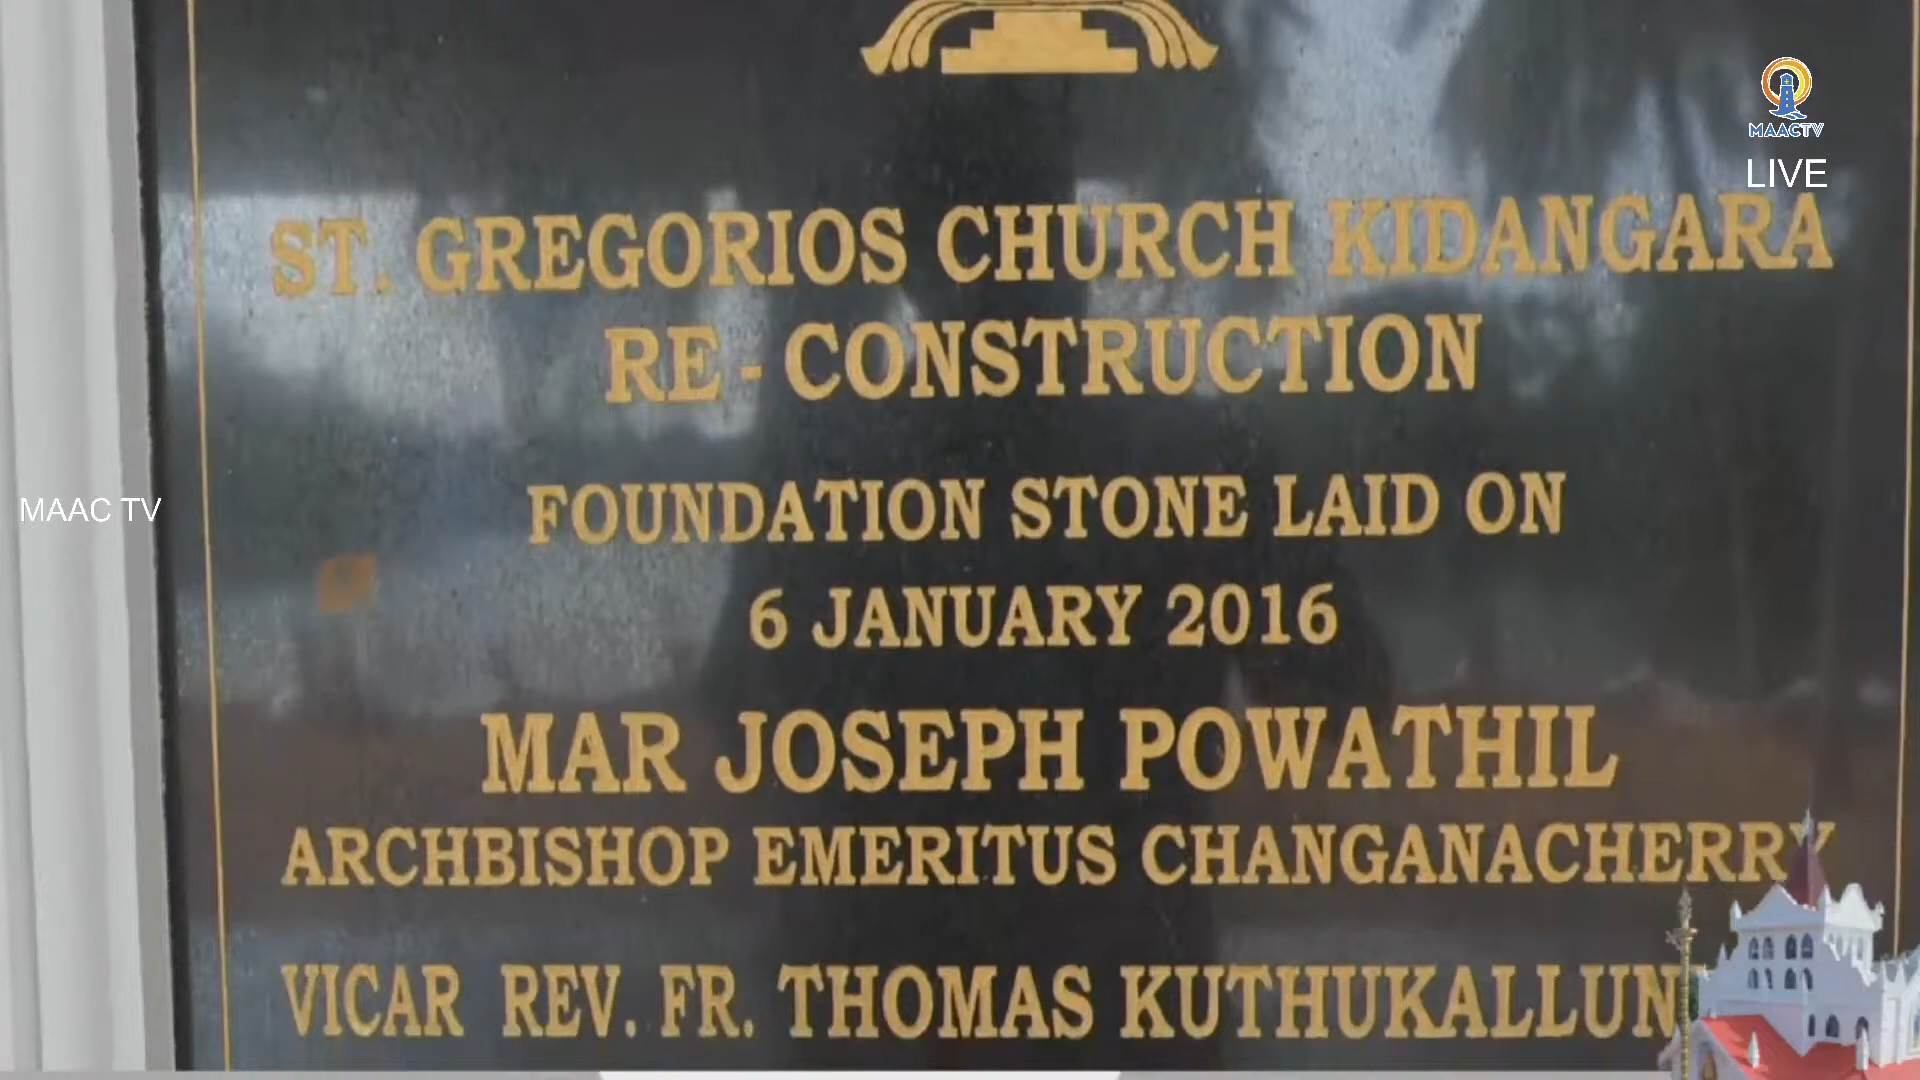 MAACTV
LIVE
ST. GREGORIOS CHURCH KIDANGARA
RE - CONSTRUCTION
FOUNDATION STONE LAID ON
MAAC TV
6 JANUARY 2016
MAR JOSEPH POWATHIL
ARCHBISHOP EMERITUS CHANGANACHERRY
VICAR REV. FR. THOMAS